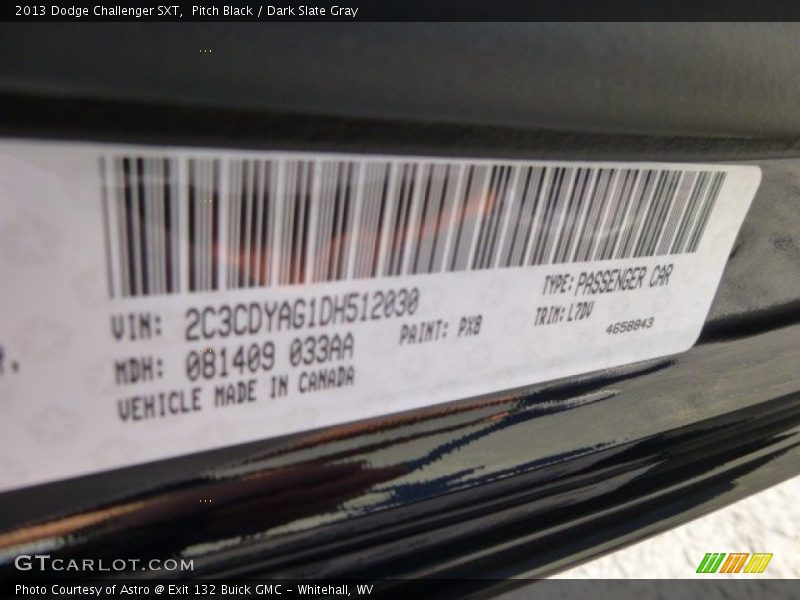 2013 Dodge Challenger SXT,  Pitch Black / Dark Slate Gray
VIN: 2C3CDYAG1DH512030
TYPE: PASSENGER CAR
MDH: 081409 033AA
PAINT: PX8
TRIM: L7DV
VEHICLE MADE IN CANADA
4658843
GTCARLOT.COM
Photo Courtesy of Astro @ Exit 132 Buick GMC - Whitehall, WV